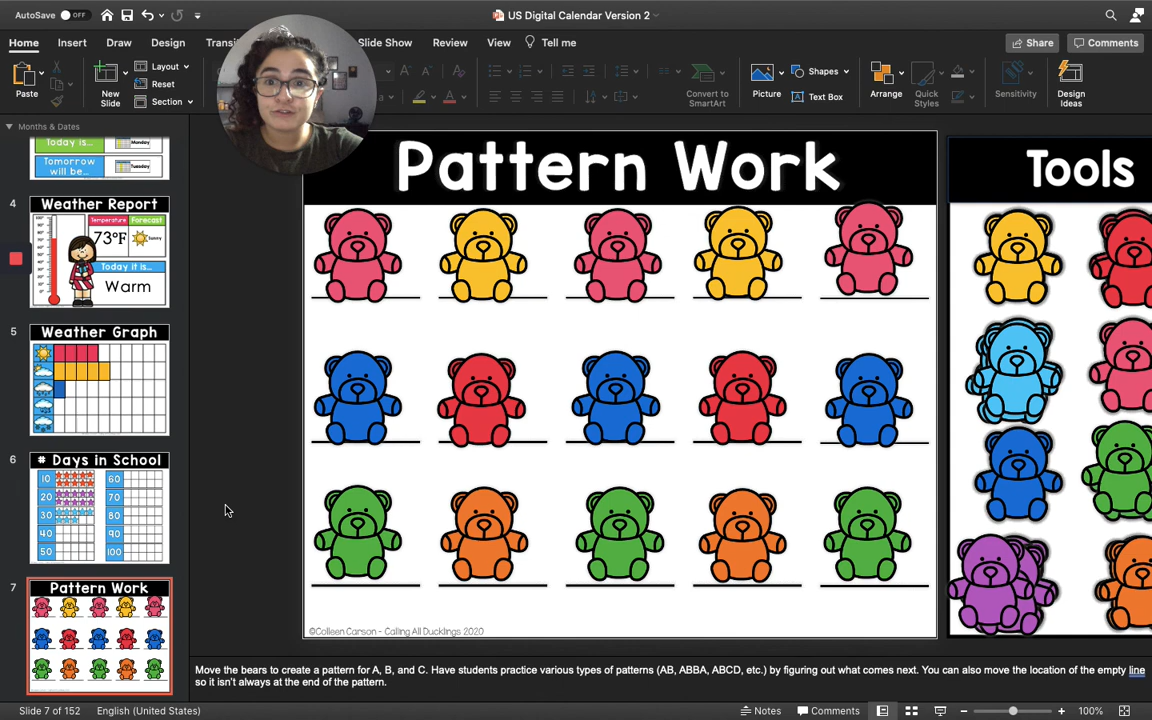 AutoSave OFF
US Digital Calendar Version 2
Home Insert Draw Design Transi Slide Show Review View Tell me Share Comments
Paste New Slide Layout Reset Section Convert to SmartArt Picture Shapes Text Box Arrange Quick Styles Sensitivity Design Ideas
Months & Dates
Today is... Monday
Tomorrow will be... Tuesday
4 Weather Report
Temperature Forecast
73°F Sunny
Today it is...
Warm
5 Weather Graph
6 # Days in School
10 60
20 70
30 80
40 90
50 100
7 Pattern Work
Pattern Work
©Colleen Carson - Calling All Ducklings 2020
Tools
Move the bears to create a pattern for A, B, and C. Have students practice various types of patterns (AB, ABBA, ABCD, etc.) by figuring out what comes next. You can also move the location of the empty line
so it isn't always at the end of the pattern.
Slide 7 of 152 English (United States) Notes Comments 100%